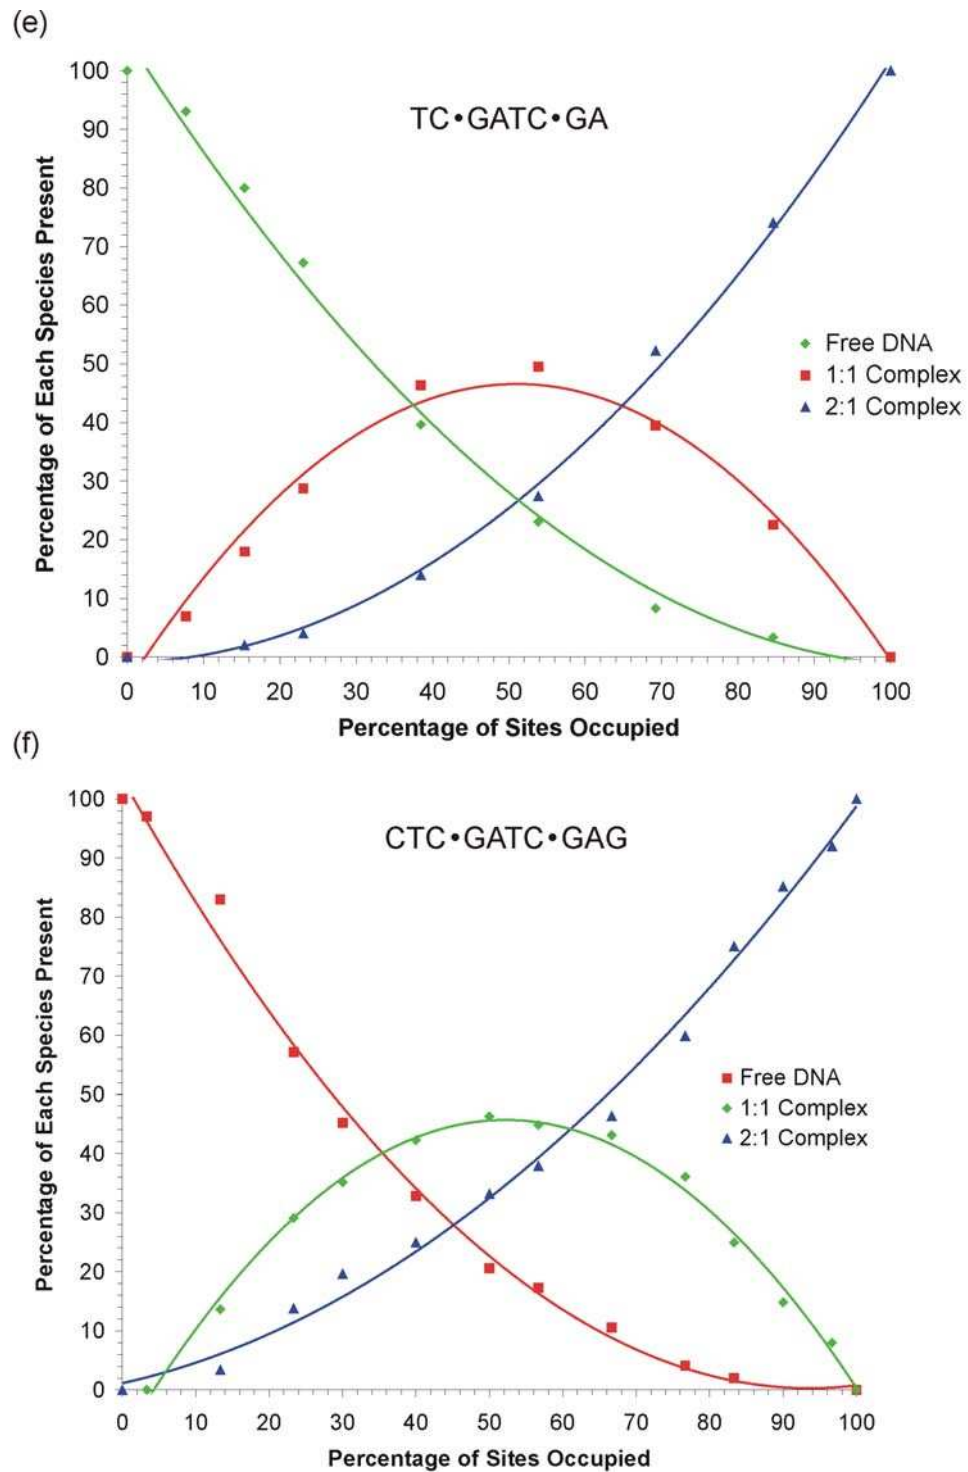 (e)
TC•GATC•GA
Percentage of Each Species Present
100
90
80
70
60
50
40
30
20
10
0
Free DNA
1:1 Complex
2:1 Complex
0 10 20 30 40 50 60 70 80 90 100
Percentage of Sites Occupied
(f)
CTC•GATC•GAG
Percentage of Each Species Present
100
90
80
70
60
50
40
30
20
10
0
Free DNA
1:1 Complex
2:1 Complex
0 10 20 30 40 50 60 70 80 90 100
Percentage of Sites Occupied